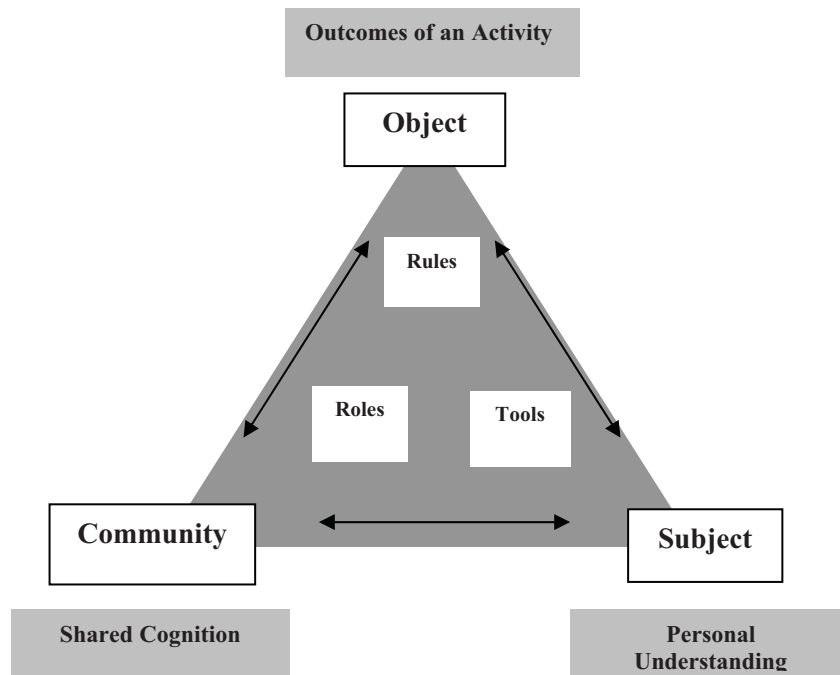 Outcomes of an Activity
Object
Rules
Roles
Tools
Community
Subject
Shared Cognition
Personal
Understanding